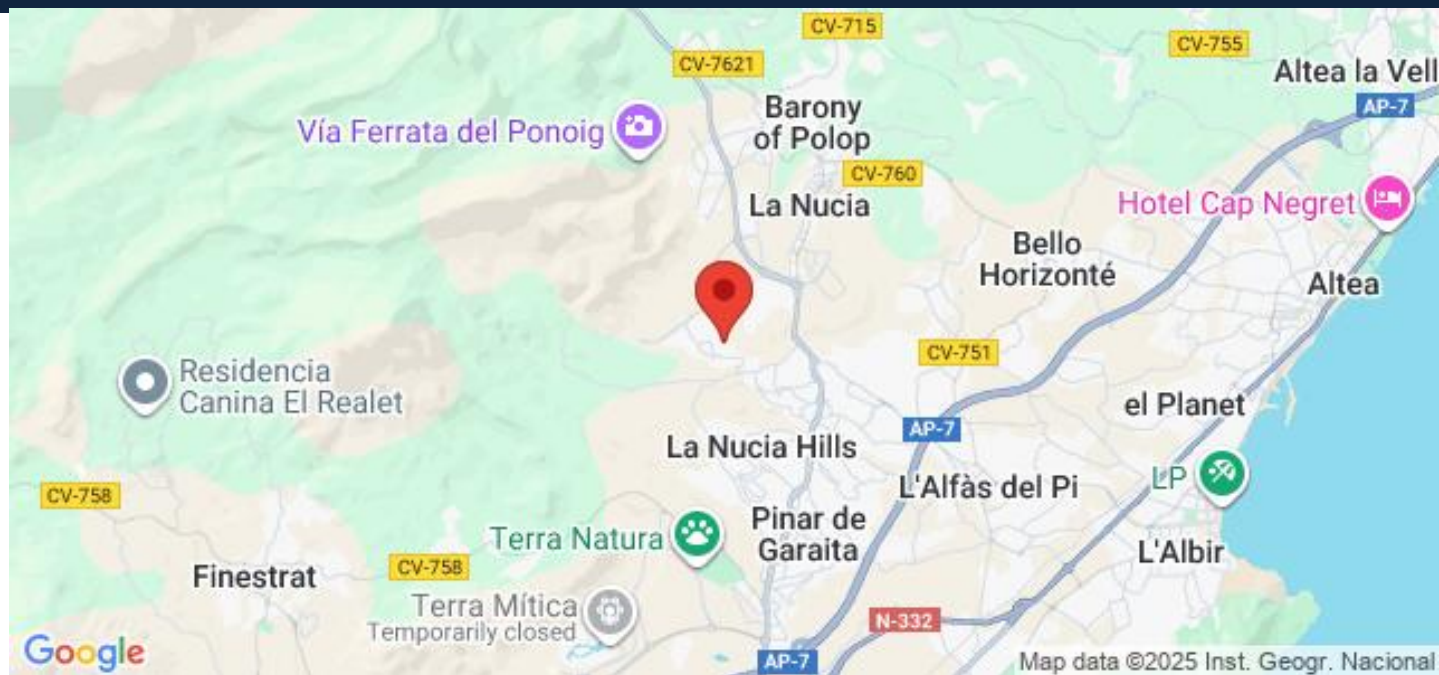 CV-715
CV-755
CV-7621
Altea la Vell
AP-7
Barony
of Polop
Vía Ferrata del Ponoig
CV-760
La Nucia
Hotel Cap Negret
Bello
Horizonté
Altea
CV-751
Residencia
Canina El Realet
el Planet
AP-7
La Nucia Hills
L'Alfàs del Pi
LP
CV-758
Pinar de
Garaita
Terra Natura
L'Albir
Finestrat
CV-758
Terra Mítica
Temporarily closed
N-332
Google
AP-7
Map data ©2025 Inst. Geogr. Nacional